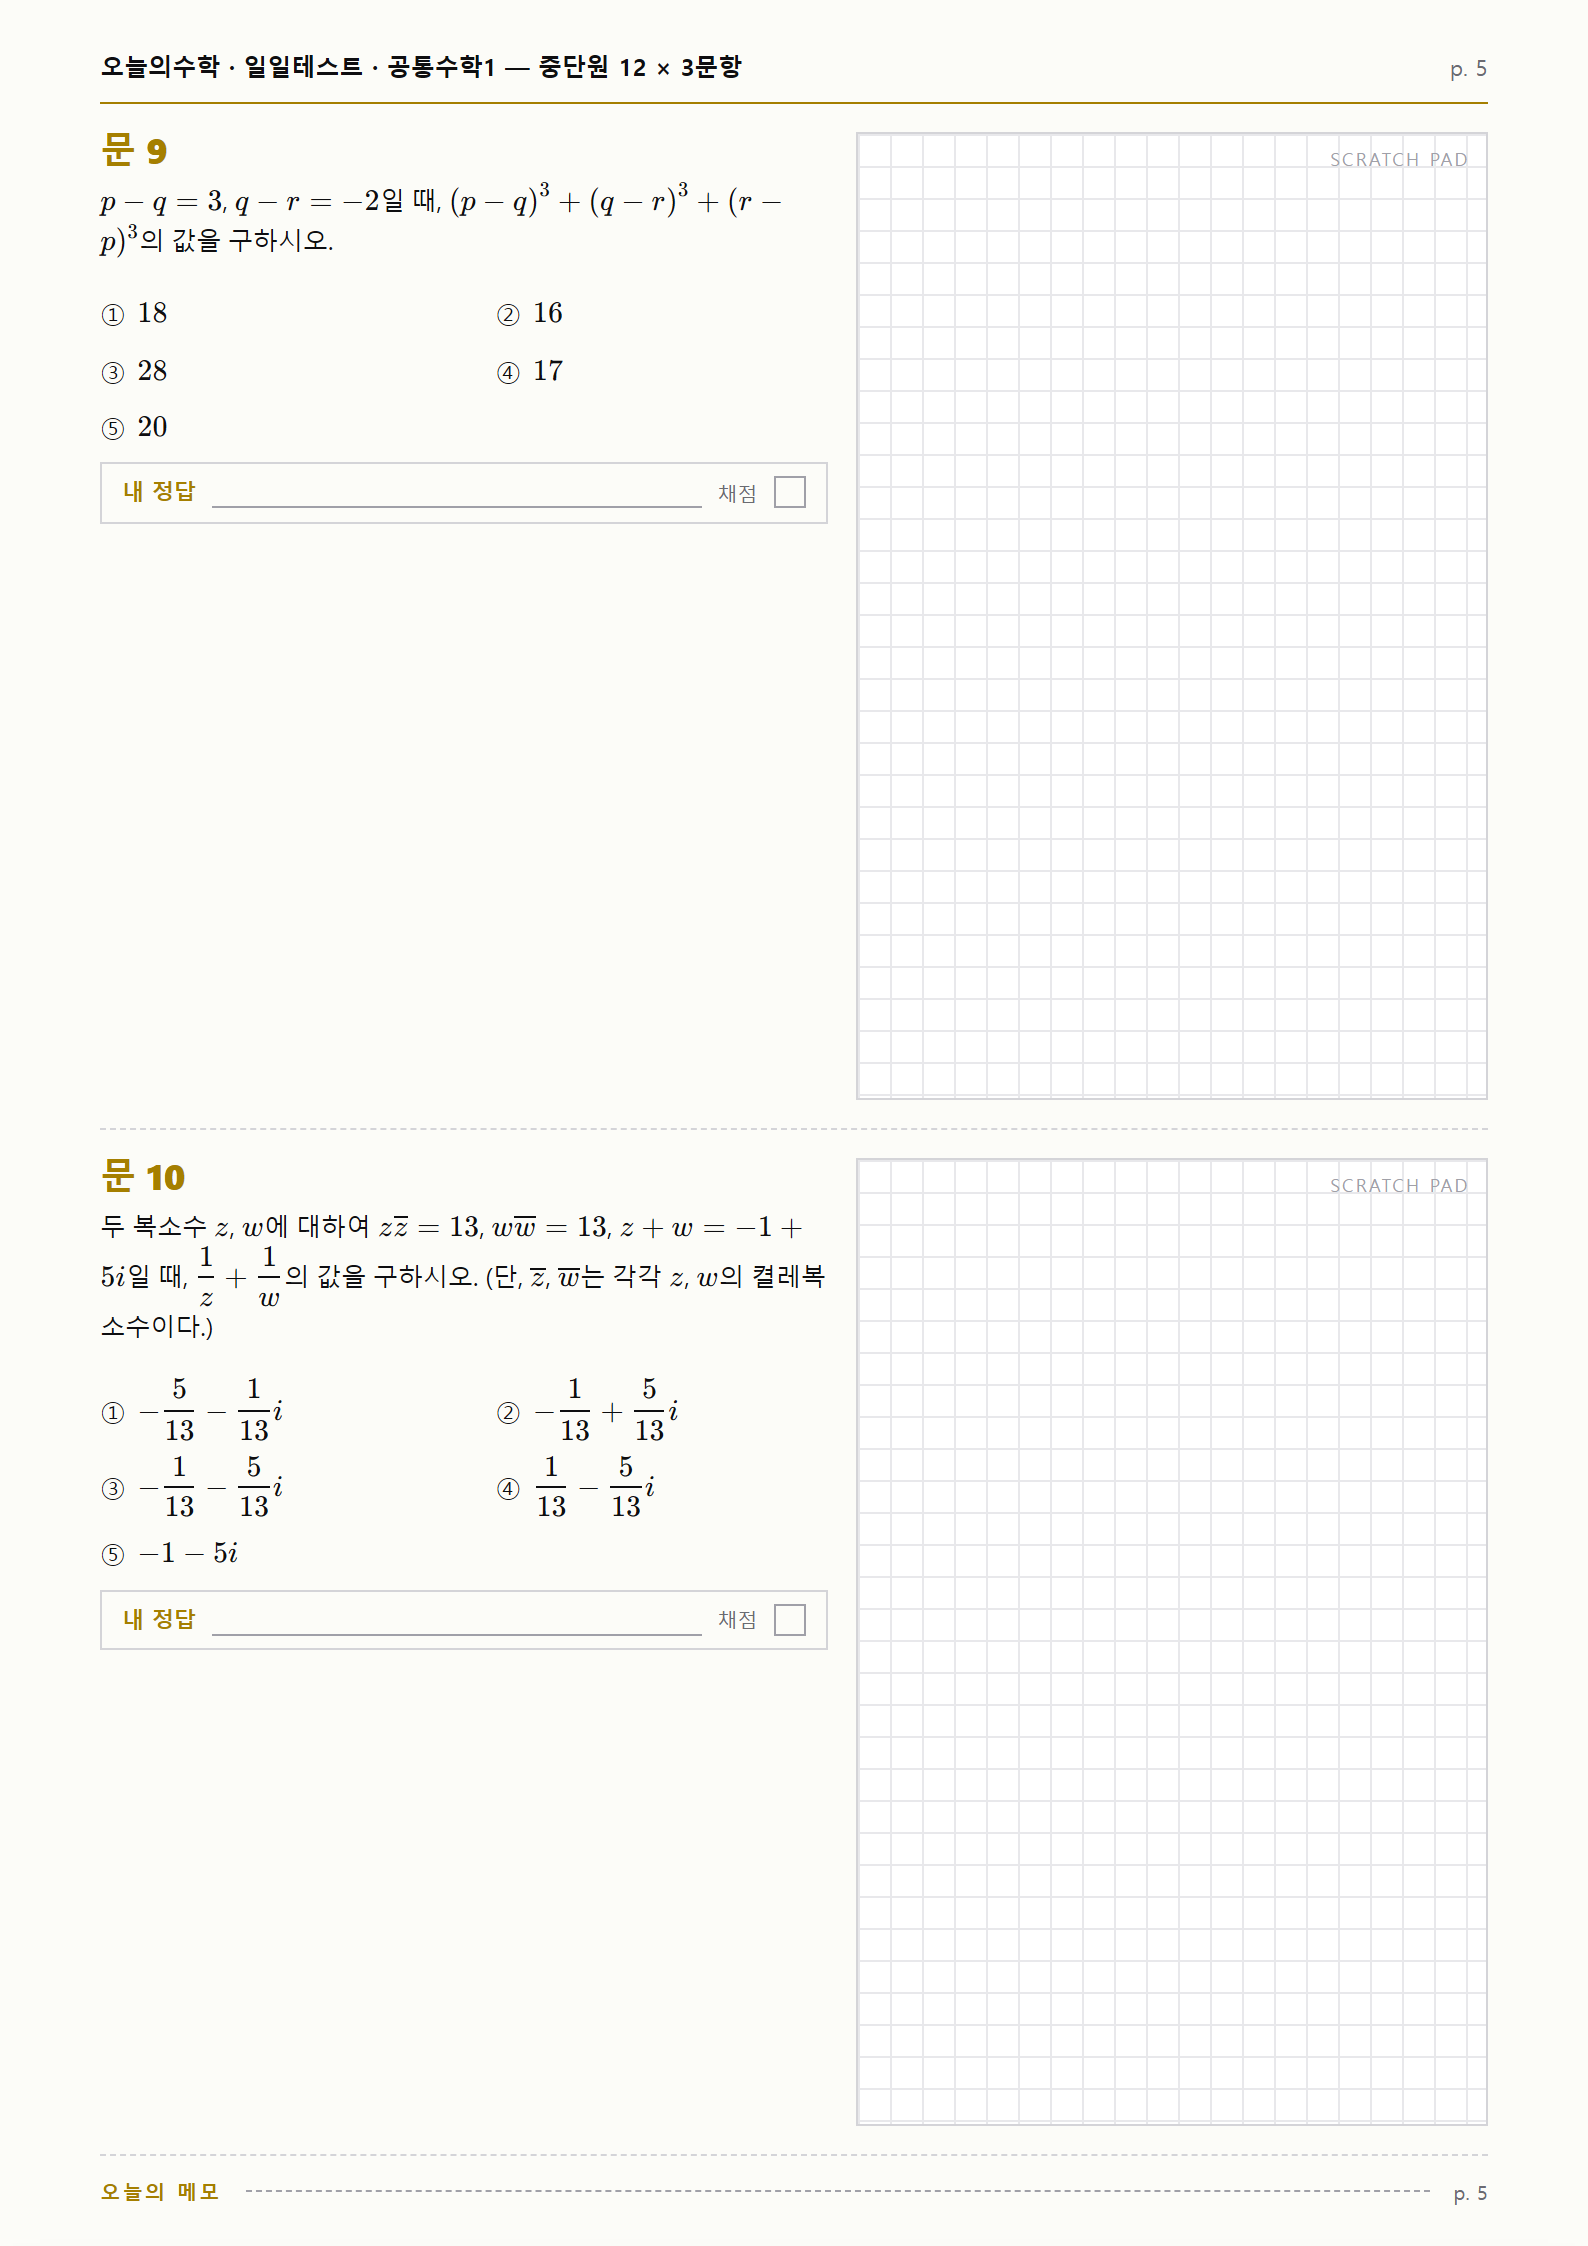 오늘의수학 · 일일테스트 · 공통수학1 — 중단원 12 × 3문항
p. 5
문 9
SCRATCH PAD
p − q = 3, q − r = −2일 때, (p − q)³ + (q − r)³ + (r −
p)³의 값을 구하시오.
① 18
② 16
③ 28
④ 17
⑤ 20
내 정답
채점
문 10
SCRATCH PAD
두 복소수 z, w에 대하여 zz̅ = 13, ww̅ = 13, z + w = −1 +
5i일 때, 1/z + 1/w의 값을 구하시오. (단, z̅, w̅는 각각 z, w의 켤레복
소수이다.)
① −5/13 − 1/13 i
② −1/13 + 5/13 i
③ −1/13 − 5/13 i
④ 1/13 − 5/13 i
⑤ −1 − 5i
내 정답
채점
오늘의 메모
p. 5